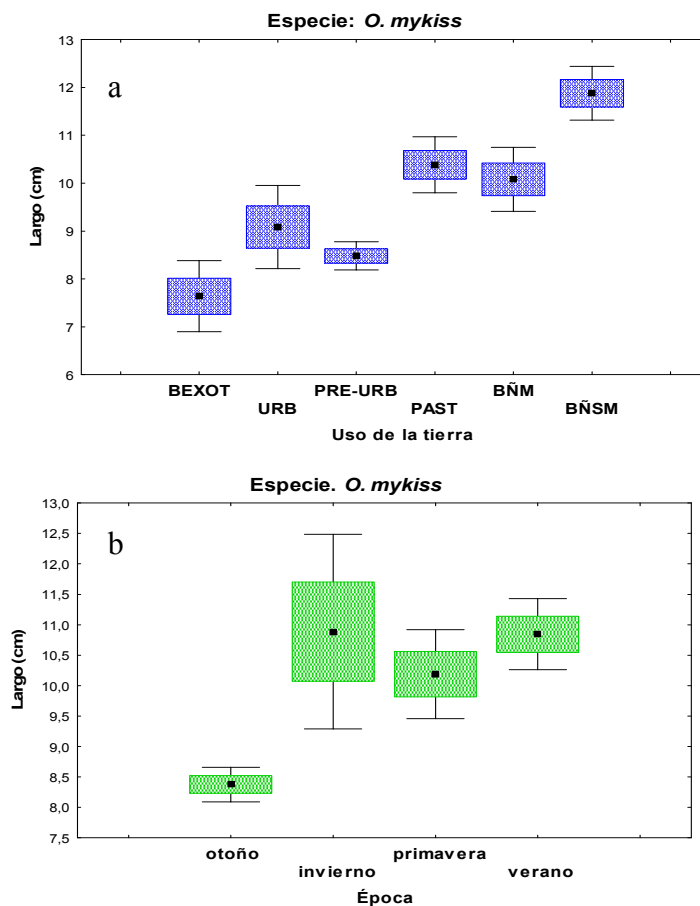 Especie: O. mykiss
a
13
12
11
10
9
8
7
6
Largo (cm)
BEXOT URB PRE-URB PAST BÑM BÑSM
Uso de la tierra
Especie. O. mykiss
b
13,0
12,5
12,0
11,5
11,0
10,5
10,0
9,5
9,0
8,5
8,0
7,5
Largo (cm)
otoño invierno primavera verano
Época